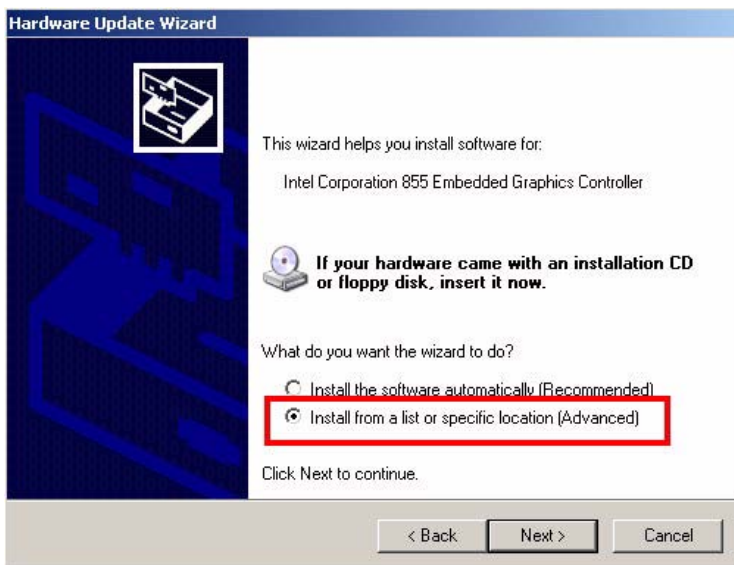 Hardware Update Wizard
This wizard helps you install software for:
Intel Corporation 855 Embedded Graphics Controller
If your hardware came with an installation CD
or floppy disk, insert it now.
What do you want the wizard to do?
Install the software automatically (Recommended)
Install from a list or specific location (Advanced)
Click Next to continue.
< Back
Next >
Cancel